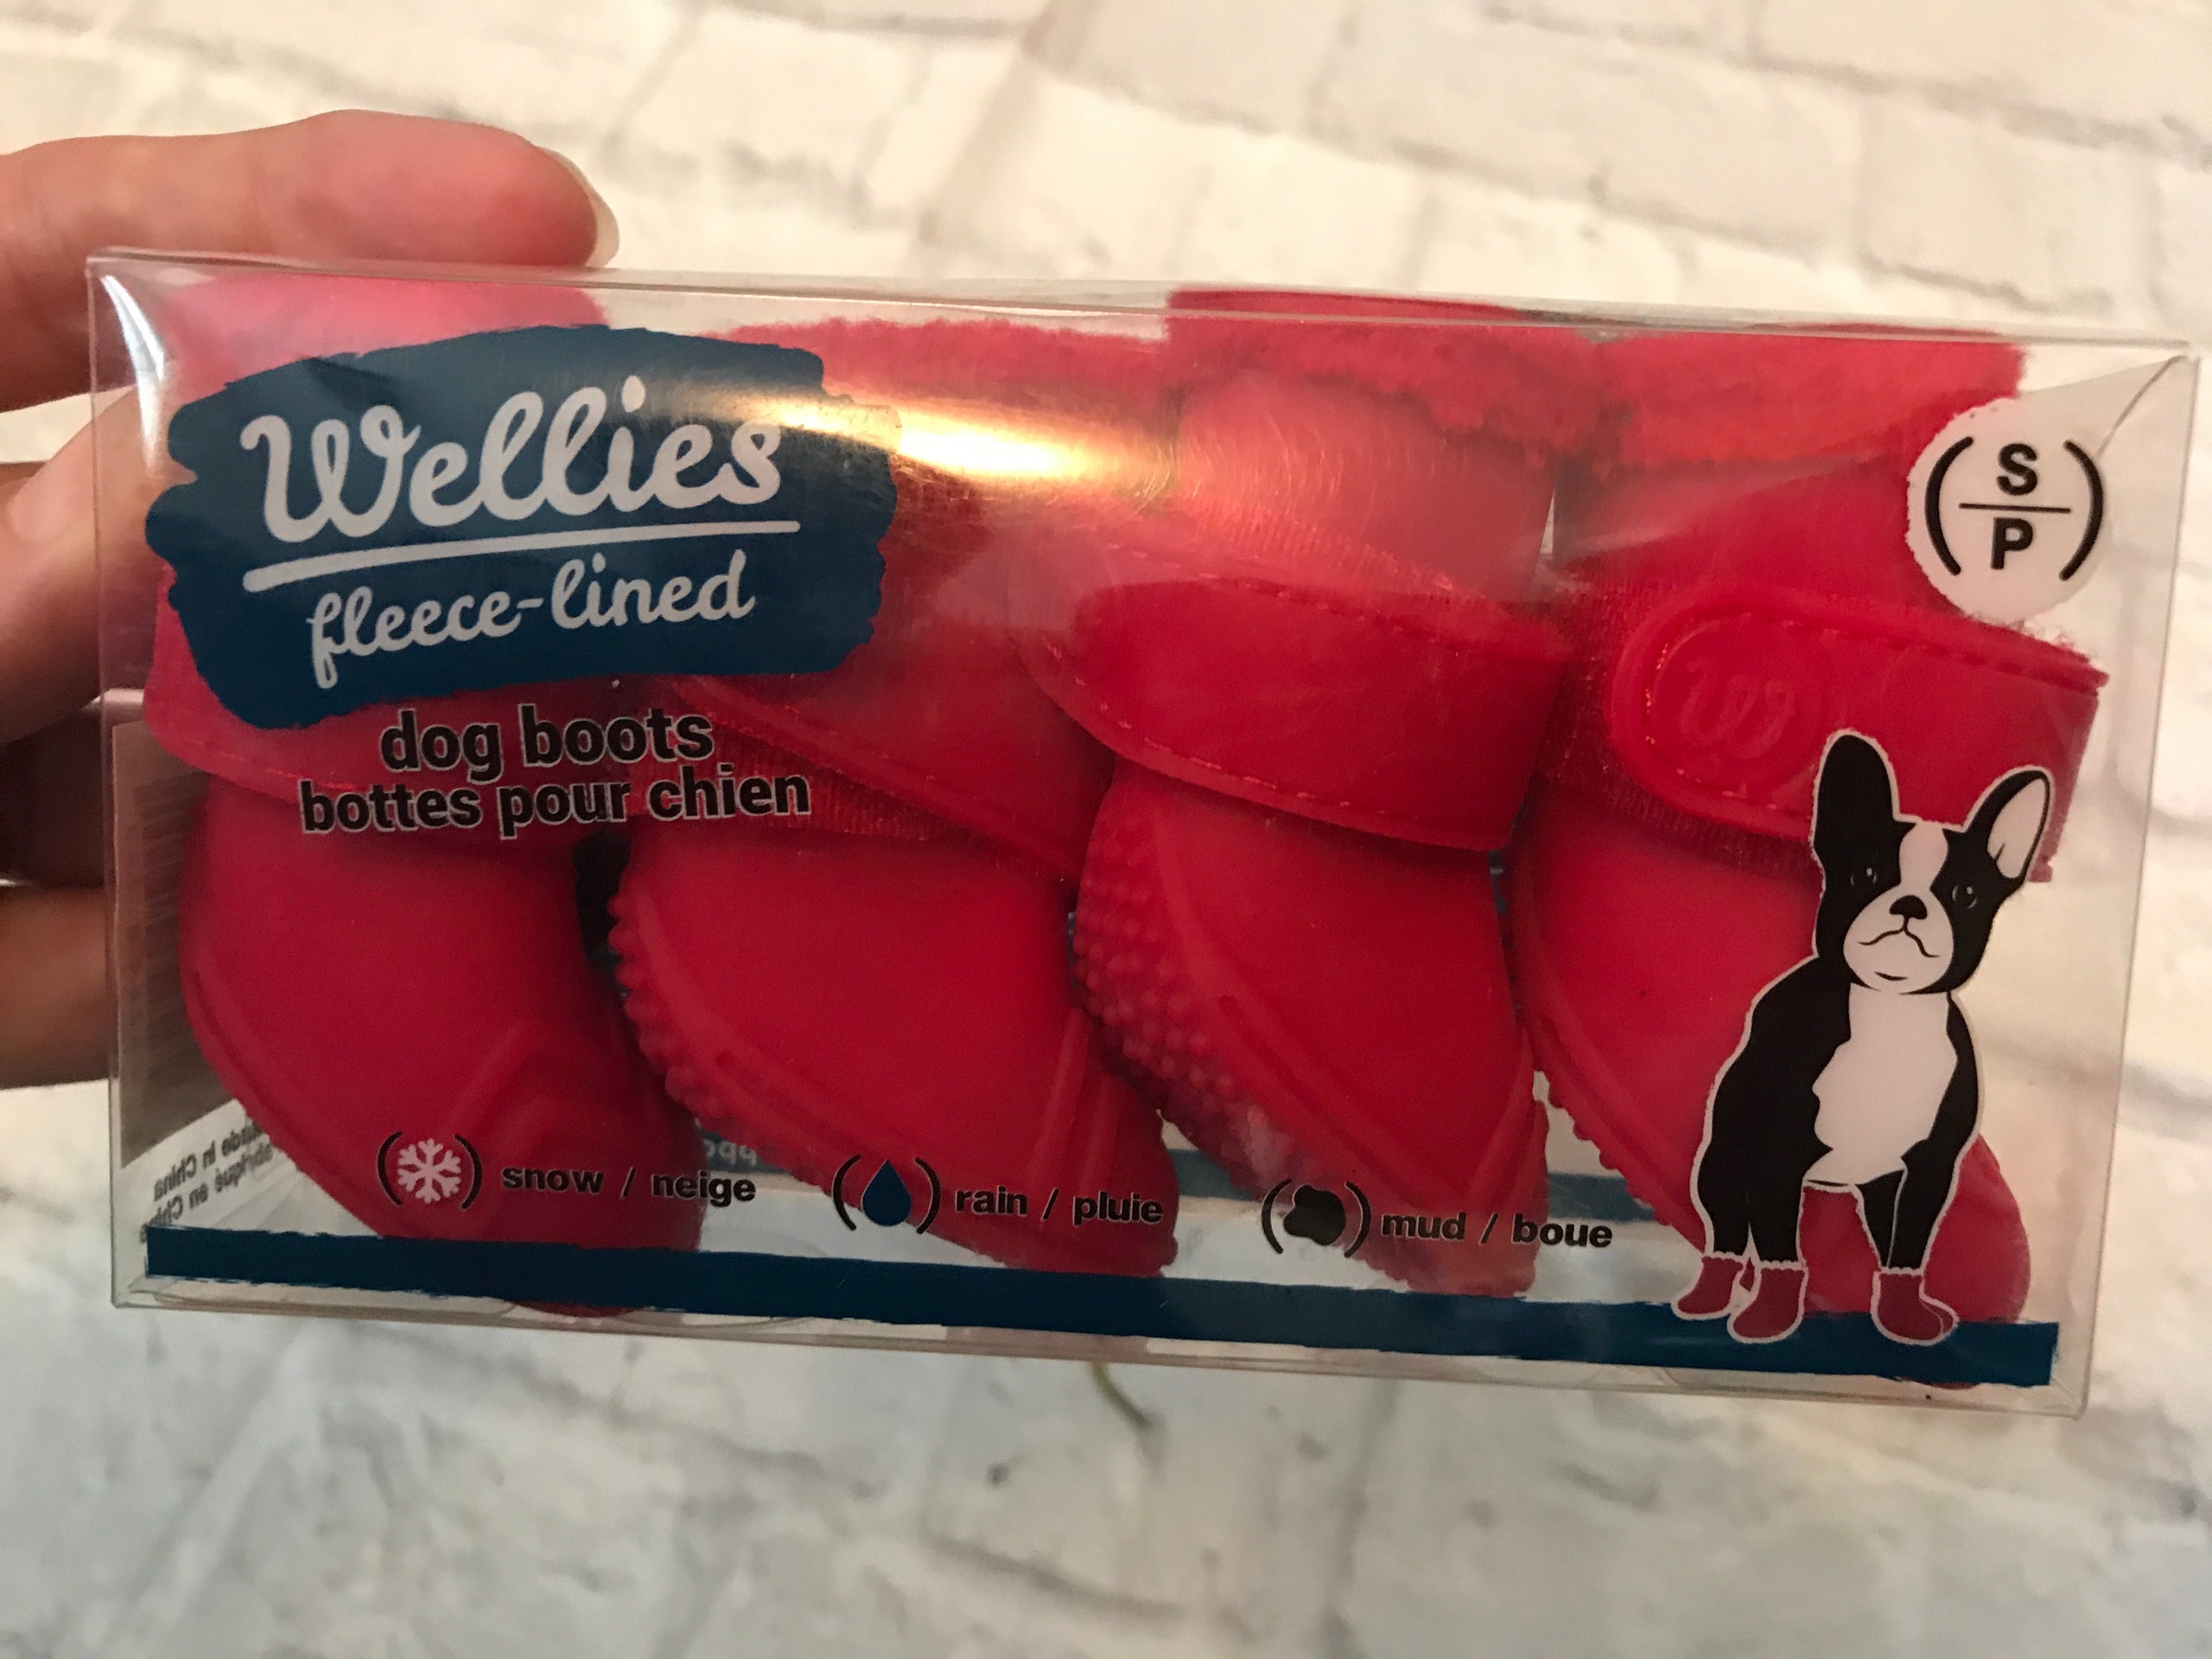 Wellies
fleece-lined
dog boots
bottes pour chien
S
P
w
snow / neige
rain / pluie
mud / boue